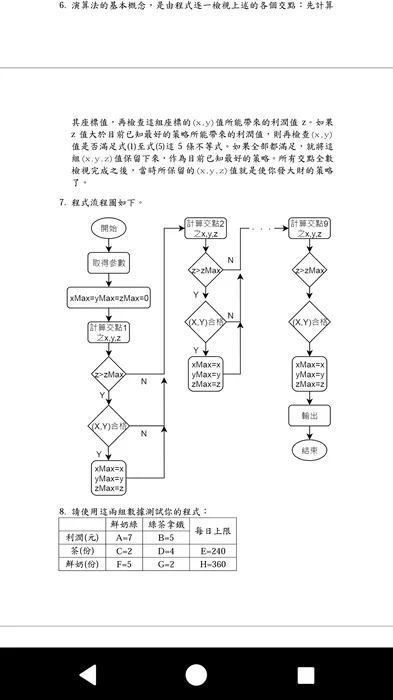 6. 演算法的基本概念，是由程式逐一檢視上述的各個交點：先計算
其座標值，再檢查這組座標的(x.y)值所能帶來的利潤值 z。如果
z 值大於目前已知最好的策略所能帶來的利潤值，則再檢查(x.y)
值是否滿足式(1)至式(5)這 5 條不等式。如果全部都滿足，就將這
組(x.y.z)值保留下來，作為目前已知最好的策略。所有交點全數
檢視完成之後，當時所保留的(x.y.z)值就是使你發大財的策略
了。
7. 程式流程圖如下。
開始
取得參數
xMax=yMax=zMax=0
計算交點1
之x,y,z
z>zMax
N
Y
(X,Y)合格
N
Y
xMax=x
yMax=y
zMax=z
計算交點2
之x,y,z
z>zMax
N
Y
(X,Y)合格
N
Y
xMax=x
yMax=y
zMax=z
. . .
計算交點9
之x,y,z
z>zMax
(X,Y)合格
xMax=x
yMax=y
zMax=z
輸出
結束
8. 請使用這兩組數據測試你的程式：
鮮奶綠 綠茶拿鐵 每日上限
利潤(元) A=7 B=5
茶(份) C=2 D=4 E=240
鮮奶(份) F=5 G=2 H=360